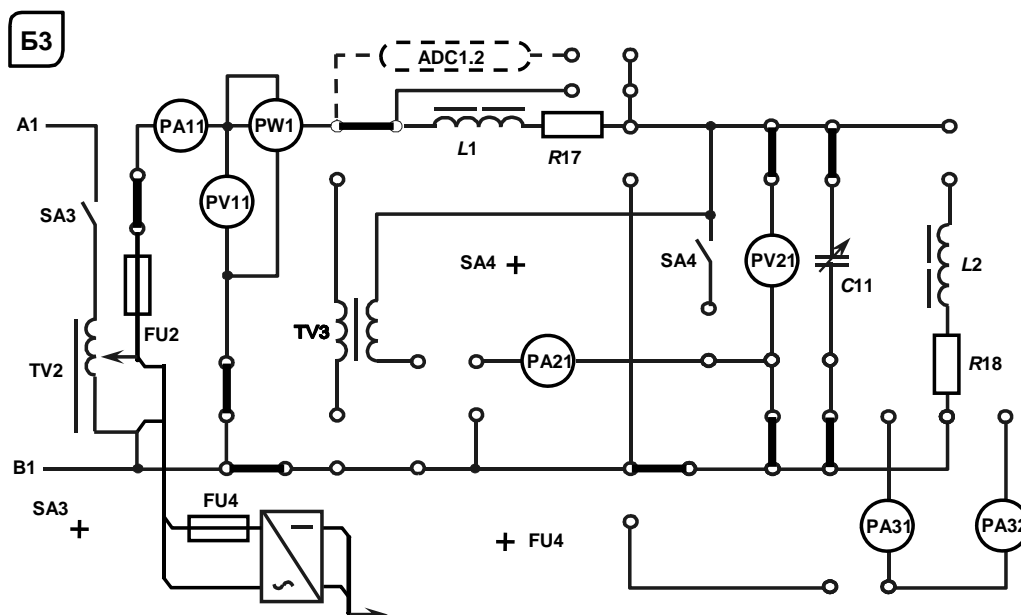 Б3
ADC1.2
A1
PA11
PW1
L1
R17
SA3
PV11
SA4
SA4
PV21
C11
L2
FU2
TV3
TV2
PA21
R18
B1
SA3
FU4
FU4
PA31
PA32